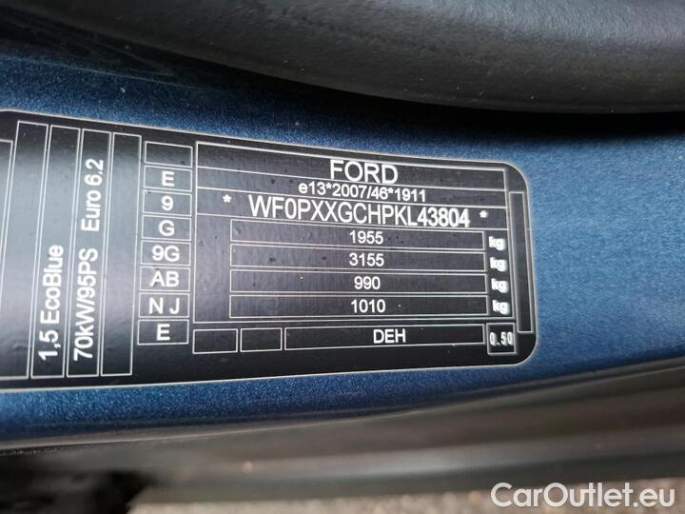 1,5 EcoBlue
70kW/95PS Euro 6.2
E
9
G
9G
AB
N J
E
FORD
e13*2007/46*1911
* WF0PXXGCHPKL43804 *
1955 kg
3155 kg
990 kg
1010 kg
DEH 0.50
CarOutlet.eu